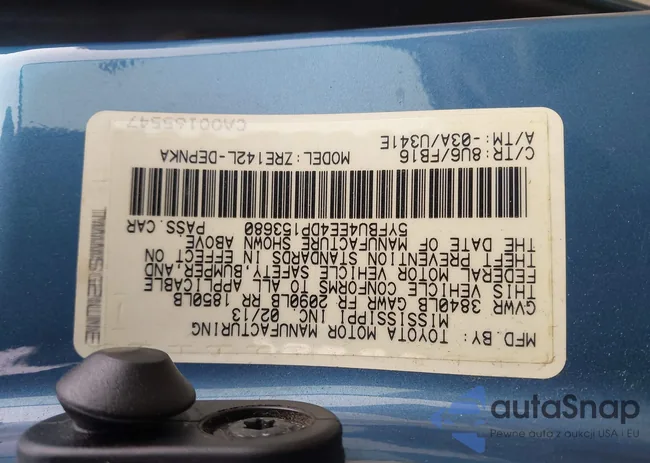 MFD. BY: TOYOTA MOTOR MANUFACTURING
MISSISSIPPI INC. 02/13
GVWR 3840LB GAWR FR 2090LB RR 1850LB
THIS VEHICLE CONFORMS TO ALL APPLICABLE
FEDERAL MOTOR VEHICLE SAFETY, BUMPER, AND
THEFT PREVENTION STANDARDS IN EFFECT ON
THE DATE OF MANUFACTURE SHOWN ABOVE.
5YFBU4EE4DP153680 PASS. CAR
C/TR: 8U6/FB16 MODEL: ZRE142L-DEPNKA
A/TM: -03A/U341E
CA00165547
TMMMS/GENUINE
autaSnap
Pewne auta z aukcji USA i EU